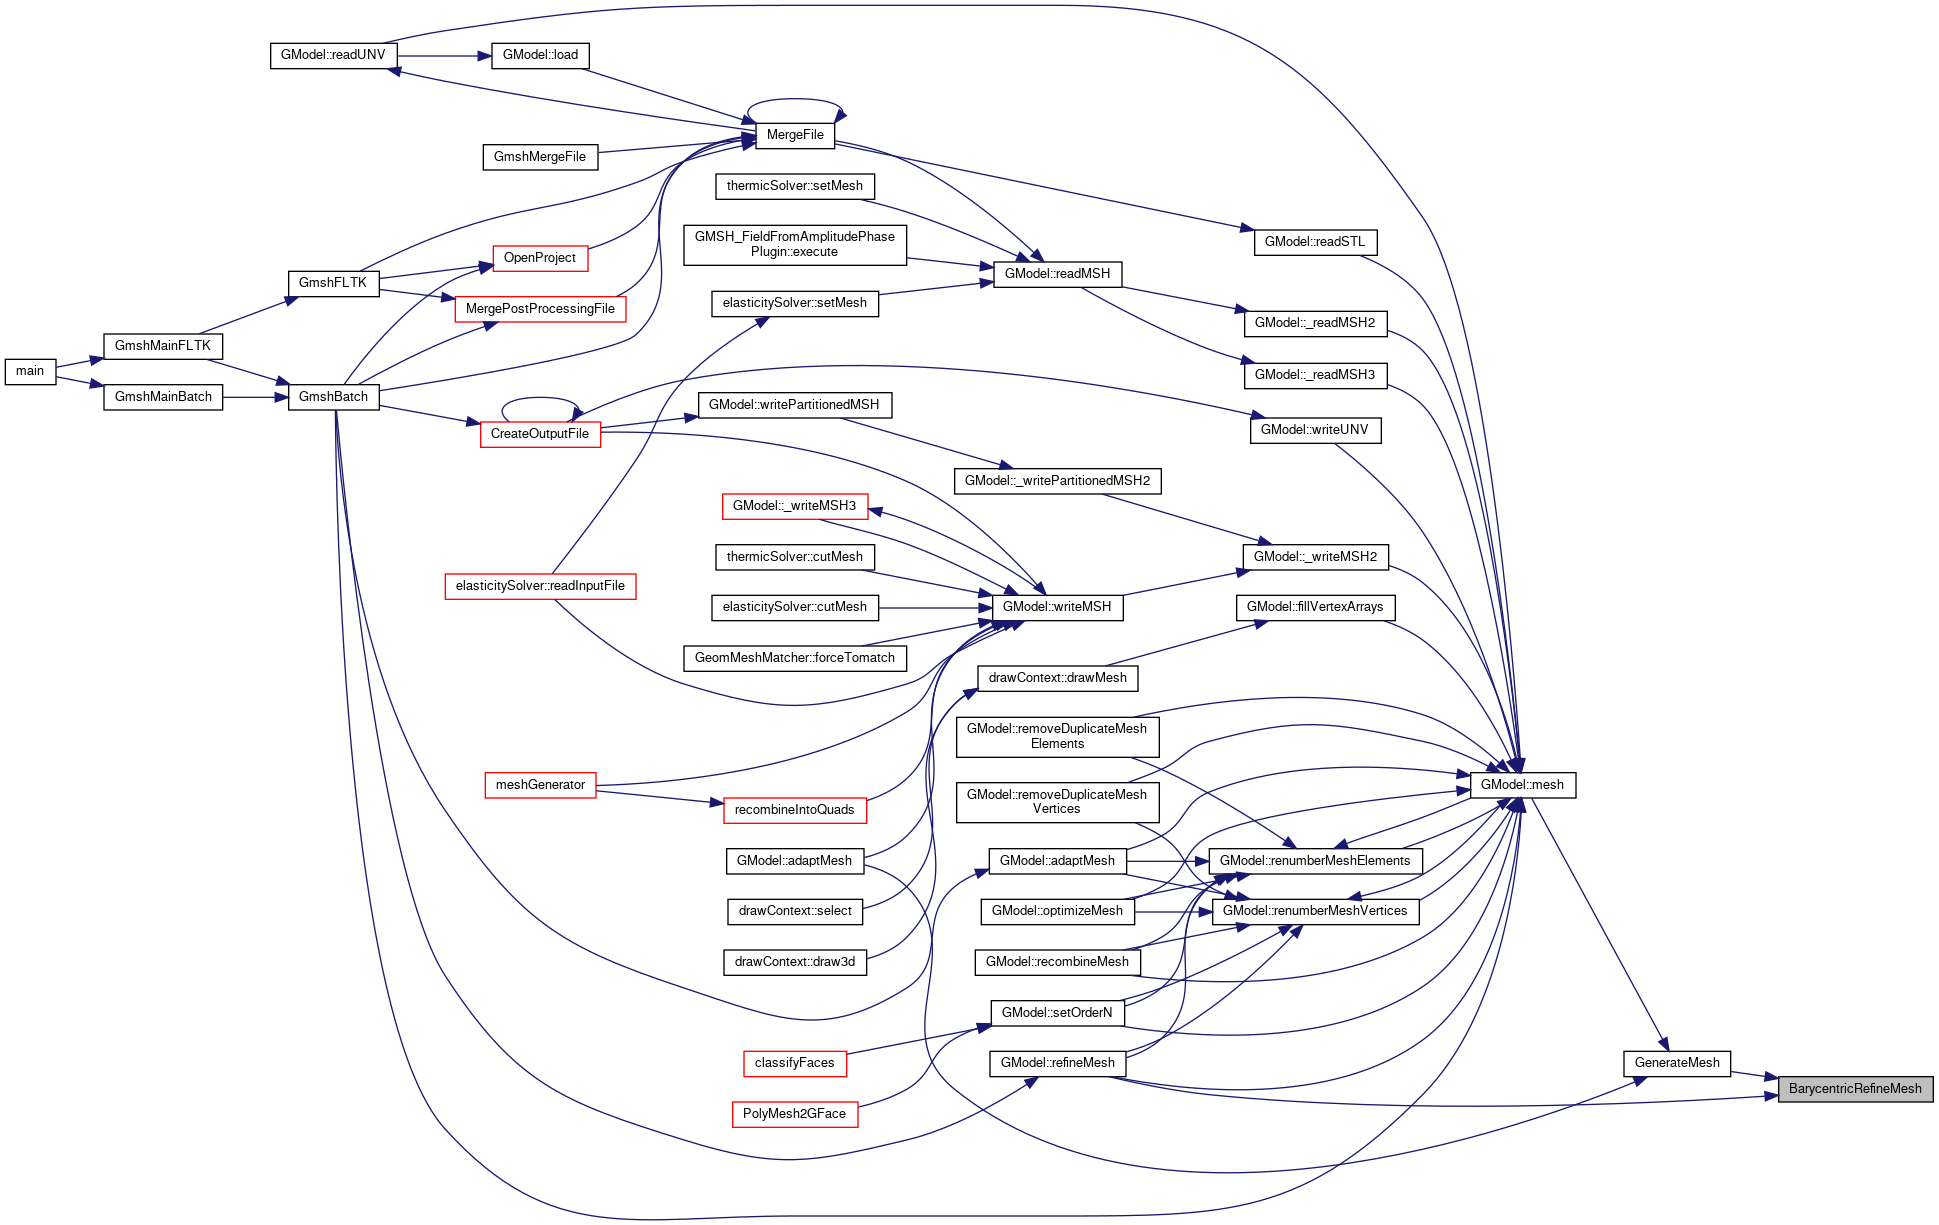 GModel::readUNV
GModel::load
MergeFile
GmshMergeFile
thermicSolver::setMesh
GMSH_FieldFromAmplitudePhase
Plugin::execute
GModel::readSTL
OpenProject
GModel::readMSH
GmshFLTK
MergePostProcessingFile
elasticitySolver::setMesh
GModel::_readMSH2
GmshMainFLTK
main
GModel::_readMSH3
GmshMainBatch
GmshBatch
GModel::writePartitionedMSH
CreateOutputFile
GModel::writeUNV
GModel::_writePartitionedMSH2
GModel::_writeMSH3
thermicSolver::cutMesh
GModel::_writeMSH2
elasticitySolver::readInputFile
elasticitySolver::cutMesh
GModel::writeMSH
GModel::fillVertexArrays
GeomMeshMatcher::forceTomatch
drawContext::drawMesh
GModel::removeDuplicateMesh
Elements
meshGenerator
GModel::mesh
recombineIntoQuads
GModel::removeDuplicateMesh
Vertices
GModel::adaptMesh
GModel::adaptMesh
GModel::renumberMeshElements
drawContext::select
GModel::optimizeMesh
GModel::renumberMeshVertices
drawContext::draw3d
GModel::recombineMesh
GModel::setOrderN
classifyFaces
GModel::refineMesh
GenerateMesh
BarycentricRefineMesh
PolyMesh2GFace